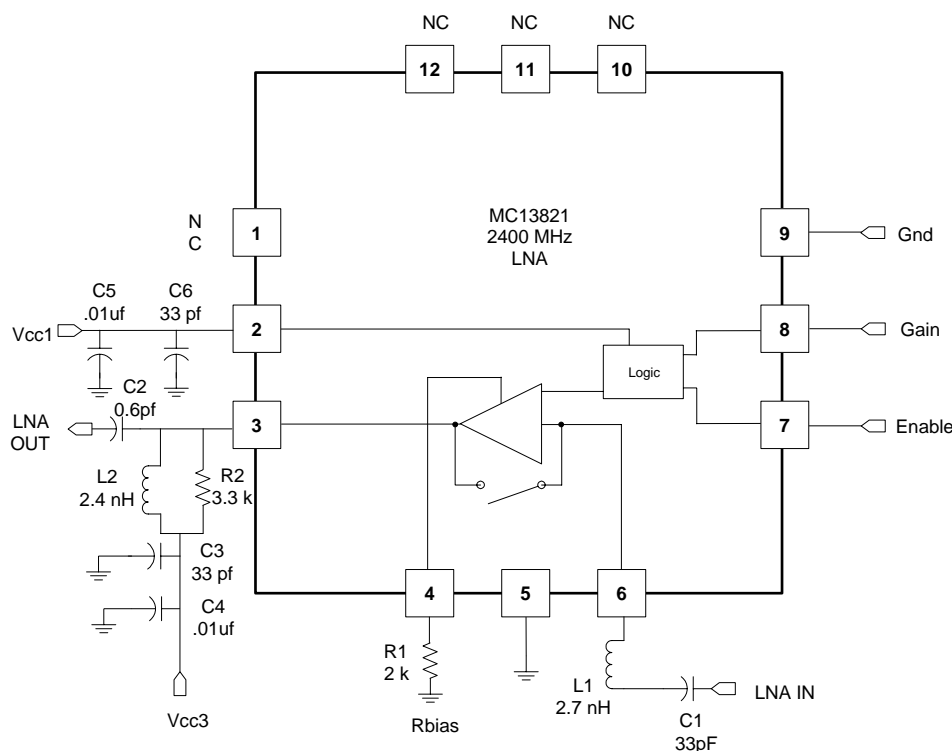 NC
NC
NC
12
11
10
MC13821
2400 MHz
LNA
N
C
1
9
Gnd
C5
.01uf
C6
33 pf
Vcc1
2
8
Gain
Logic
C2
0.6pf
LNA
OUT
3
7
Enable
L2
2.4 nH
R2
3.3 k
C3
33 pf
C4
.01uf
Vcc3
4
5
6
R1
2 k
Rbias
L1
2.7 nH
LNA IN
C1
33pF